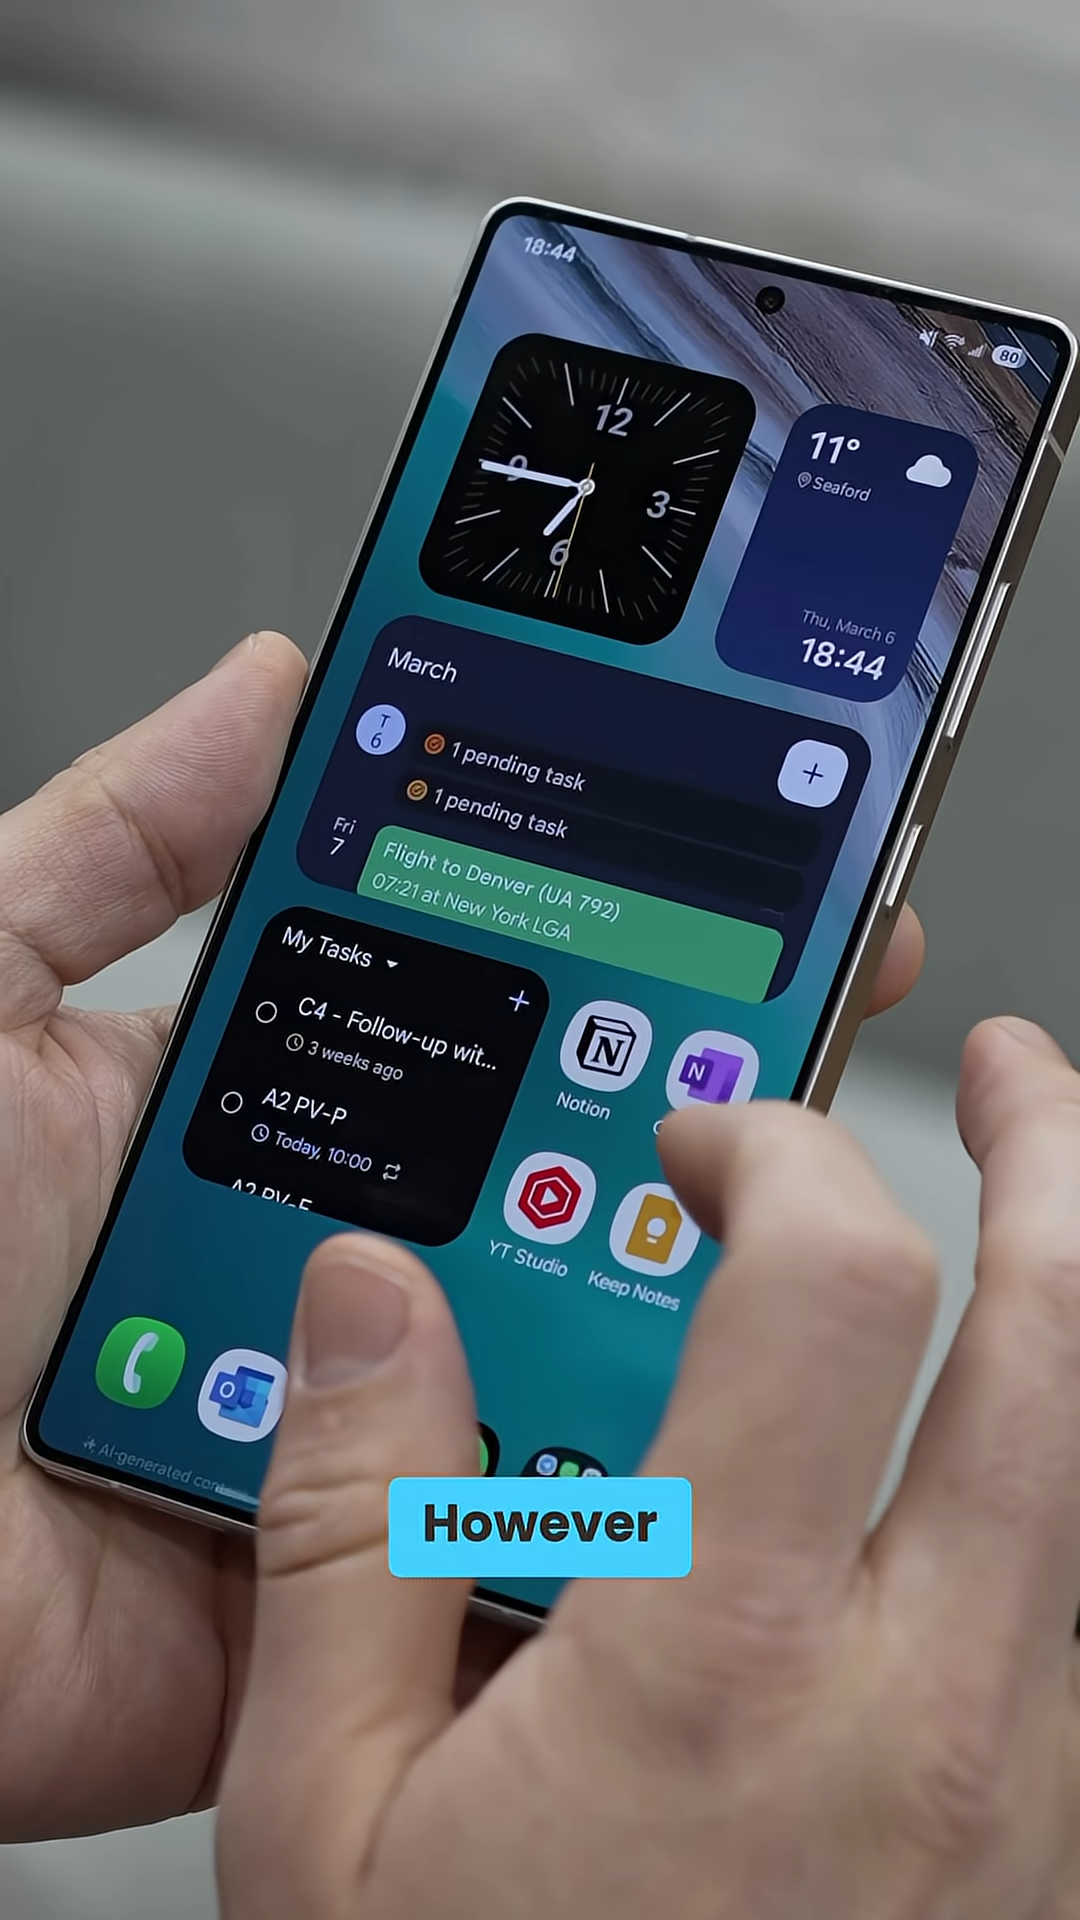 18:44
80
12
9
3
6
11°
Seaford
Thu, March 6
18:44
March
T
6
1 pending task
1 pending task
Fri
7
Flight to Denver (UA 792)
07:21 at New York LGA
My Tasks
C4 - Follow-up wit...
3 weeks ago
A2 PV-P
Today, 10:00
N
Notion
N
YT Studio
Keep Notes
O
AI-generated
However